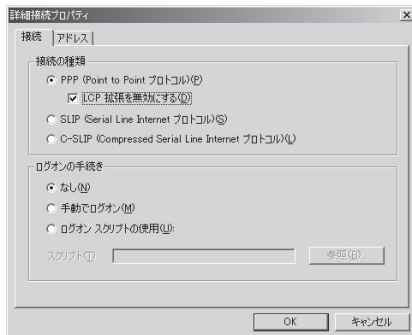 詳細接続プロパティ
接続 アドレス
接続の種類
PPP (Point to Point プロトコル)(P)
LCP 拡張を無効にする(D)
SLIP (Serial Line Internet プロトコル)(S)
C-SLIP (Compressed Serial Line Internet プロトコル)(L)
ログオンの手続き
なし(N)
手動でログオン(M)
ログオン スクリプトの使用(U):
スクリプト(T): 参照(B)...
OK キャンセル